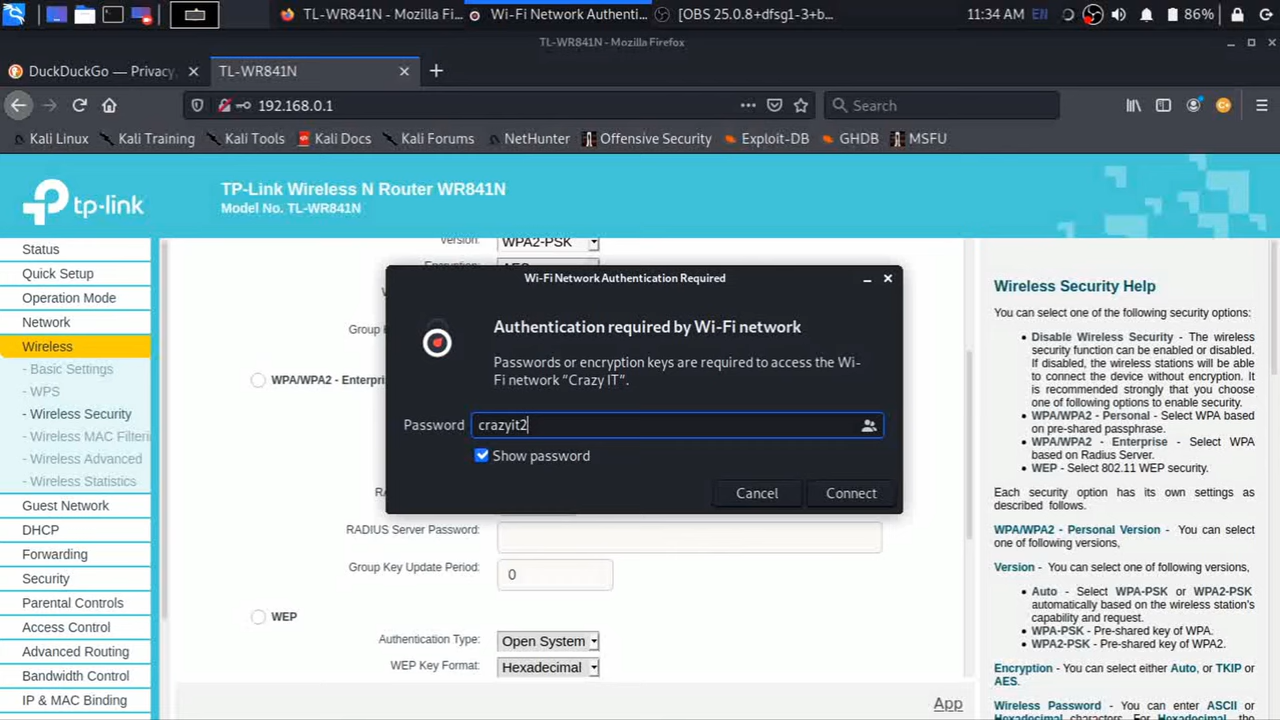 TL-WR841N - Mozilla Fi...
Wi-Fi Network Authenti...
[OBS 25.0.8+dfsg1-3+b...
11:34 AM
EN
86%
TL-WR841N - Mozilla Firefox
DuckDuckGo — Privacy,
TL-WR841N
192.168.0.1
Search
Kali Linux
Kali Training
Kali Tools
Kali Docs
Kali Forums
NetHunter
Offensive Security
Exploit-DB
GHDB
MSFU
tp-link
TP-Link Wireless N Router WR841N
Model No. TL-WR841N
Status
Quick Setup
Operation Mode
Network
Wireless
- Basic Settings
- WPS
- Wireless Security
- Wireless MAC Filteri
- Wireless Advanced
- Wireless Statistics
Guest Network
DHCP
Forwarding
Security
Parental Controls
Access Control
Advanced Routing
Bandwidth Control
IP & MAC Binding
Version:
WPA2-PSK
Group
WPA/WPA2 - Enterpris
Wi-Fi Network Authentication Required
Authentication required by Wi-Fi network
Passwords or encryption keys are required to access the Wi-
Fi network “Crazy IT”.
Password
crazyit2
Show password
Cancel
Connect
RADIUS Server Password:
Group Key Update Period:
0
WEP
Authentication Type:
Open System
WEP Key Format:
Hexadecimal
App
Wireless Security Help
You can select one of the following security options:
Disable Wireless Security - The wireless
security function can be enabled or disabled.
If disabled, the wireless stations will be able
to connect the device without encryption. It
is recommended strongly that you choose
one of following options to enable security.
WPA/WPA2 - Personal - Select WPA based
on pre-shared passphrase.
WPA/WPA2 - Enterprise - Select WPA
based on Radius Server.
WEP - Select 802.11 WEP security.
Each security option has its own settings as
described follows.
WPA/WPA2 - Personal Version - You can select
one of following versions,
Version - You can select one of following versions,
Auto - Select WPA-PSK or WPA2-PSK
automatically based on the wireless station's
capability and request.
WPA-PSK - Pre-shared key of WPA.
WPA2-PSK - Pre-shared key of WPA2.
Encryption - You can select either Auto, or TKIP or
AES.
Wireless Password - You can enter ASCII or
Hexadecimal characters. For Hexadecimal, the